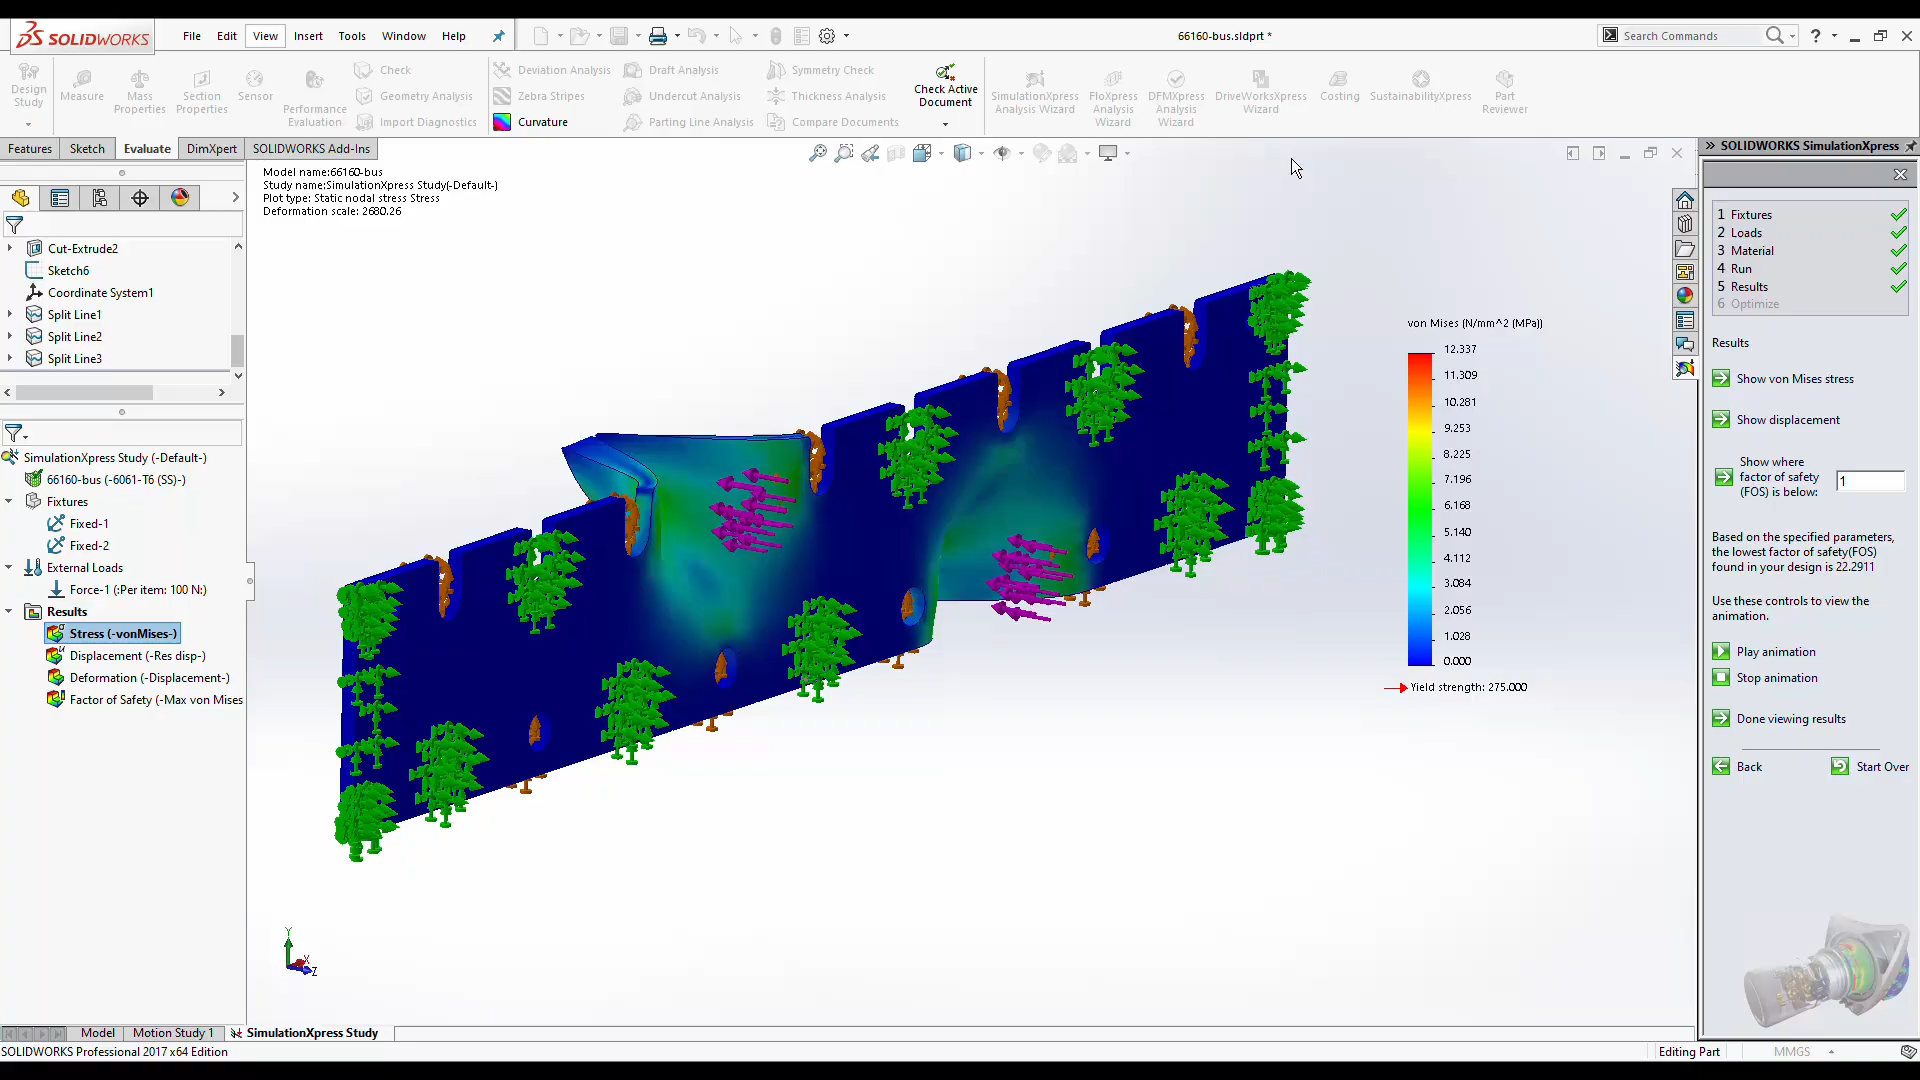 SOLIDWORKS
File Edit View Insert Tools Window Help
66160-bus.sldprt *
Search Commands
Design Study
Measure
Mass Properties
Section Properties
Sensor
Performance Evaluation
Check
Geometry Analysis
Import Diagnostics
Deviation Analysis
Zebra Stripes
Curvature
Draft Analysis
Undercut Analysis
Parting Line Analysis
Symmetry Check
Thickness Analysis
Compare Documents
Check Active Document
SimulationXpress Analysis Wizard
FloXpress Analysis Wizard
DFMXpress Analysis Wizard
DriveWorksXpress Wizard
Costing
SustainabilityXpress
Part Reviewer
Features Sketch Evaluate DimXpert SOLIDWORKS Add-Ins
Cut-Extrude2
Sketch6
Coordinate System1
Split Line1
Split Line2
Split Line3
SimulationXpress Study (-Default-)
66160-bus (-6061-T6 (SS)-)
Fixtures
Fixed-1
Fixed-2
External Loads
Force-1 (:Per item: 100 N:)
Results
Stress (-vonMises-)
Displacement (-Res disp-)
Deformation (-Displacement-)
Factor of Safety (-Max von Mises
Model name:66160-bus
Study name:SimulationXpress Study(-Default-)
Plot type: Static nodal stress Stress
Deformation scale: 2680.26
von Mises (N/mm^2 (MPa))
12.337
11.309
10.281
9.253
8.225
7.196
6.168
5.140
4.112
3.084
2.056
1.028
0.000
Yield strength: 275.000
Y
X
Z
SOLIDWORKS SimulationXpress
1 Fixtures
2 Loads
3 Material
4 Run
5 Results
6 Optimize
Results
Show von Mises stress
Show displacement
Show where
factor of safety
(FOS) is below:
1
Based on the specified parameters,
the lowest factor of safety(FOS)
found in your design is 22.2911
Use these controls to view the
animation.
Play animation
Stop animation
Done viewing results
Back Start Over
Model Motion Study 1 SimulationXpress Study
SOLIDWORKS Professional 2017 x64 Edition
Editing Part
MMGS